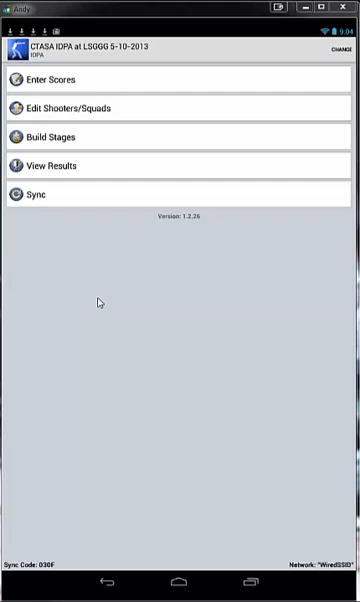 Andy
9:04
CTASA IDPA at LSGGG 5-10-2013
IDPA
CHANGE
Enter Scores
Edit Shooters/Squads
Build Stages
View Results
Sync
Version: 1.2.26
Sync Code: 030F
Network: "WiredSSID"